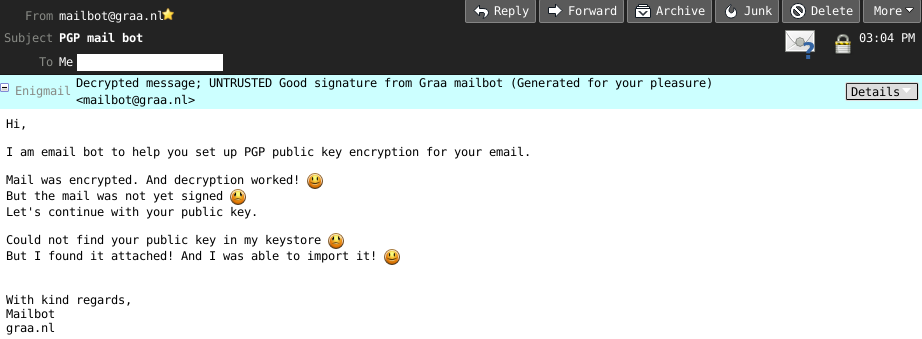 From mailbot@graa.nl
Reply Forward Archive Junk Delete More
Subject PGP mail bot
03:04 PM
To Me
Enigmail Decrypted message; UNTRUSTED Good signature from Graa mailbot (Generated for your pleasure)
<mailbot@graa.nl>
Details
Hi,
I am email bot to help you set up PGP public key encryption for your email.
Mail was encrypted. And decryption worked!
But the mail was not yet signed
Let's continue with your public key.
Could not find your public key in my keystore
But I found it attached! And I was able to import it!
With kind regards,
Mailbot
graa.nl